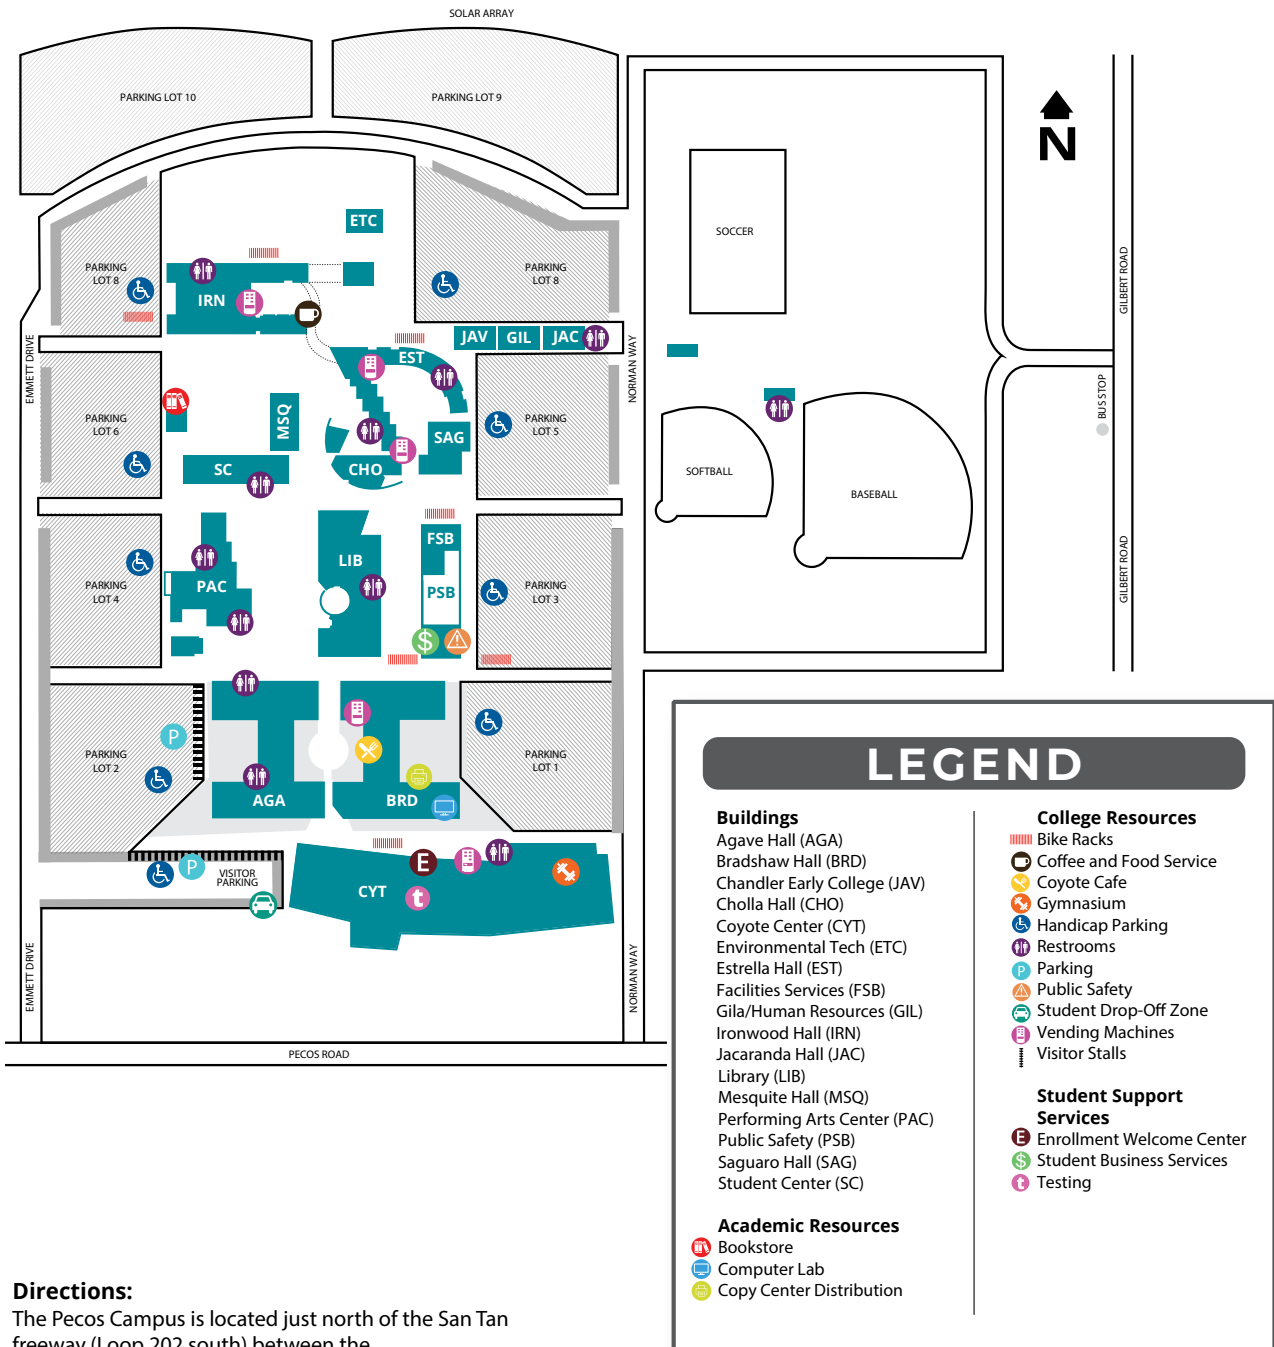 SOLAR ARRAY
PARKING LOT 10
PARKING LOT 9
N
ETC
SOCCER
PARKING
LOT 8
PARKING
LOT 8
IRN
GILBERT ROAD
JAV
GIL
JAC
EST
EMMETT DRIVE
NORMAN WAY
BUS STOP
PARKING
LOT 6
MSQ
PARKING
LOT 5
SAG
SC
CHO
SOFTBALL
BASEBALL
FSB
LIB
GILBERT ROAD
PARKING
LOT 4
PAC
PSB
PARKING
LOT 3
$
P
PARKING
LOT 2
PARKING
LOT 1
AGA
BRD
P
VISITOR
PARKING
E
CYT
t
EMMETT DRIVE
NORMAN WAY
PECOS ROAD
LEGEND
Buildings
Agave Hall (AGA)
Bradshaw Hall (BRD)
Chandler Early College (JAV)
Cholla Hall (CHO)
Coyote Center (CYT)
Environmental Tech (ETC)
Estrella Hall (EST)
Facilities Services (FSB)
Gila/Human Resources (GIL)
Ironwood Hall (IRN)
Jacaranda Hall (JAC)
Library (LIB)
Mesquite Hall (MSQ)
Performing Arts Center (PAC)
Public Safety (PSB)
Saguaro Hall (SAG)
Student Center (SC)
Academic Resources
Bookstore
Computer Lab
Copy Center Distribution
College Resources
Bike Racks
Coffee and Food Service
Coyote Cafe
Gymnasium
Handicap Parking
Restrooms
P Parking
Public Safety
Student Drop-Off Zone
Vending Machines
Visitor Stalls
Student Support
Services
E Enrollment Welcome Center
$ Student Business Services
t Testing
Directions:
The Pecos Campus is located just north of the San Tan
freeway (Loop 202 south) between the